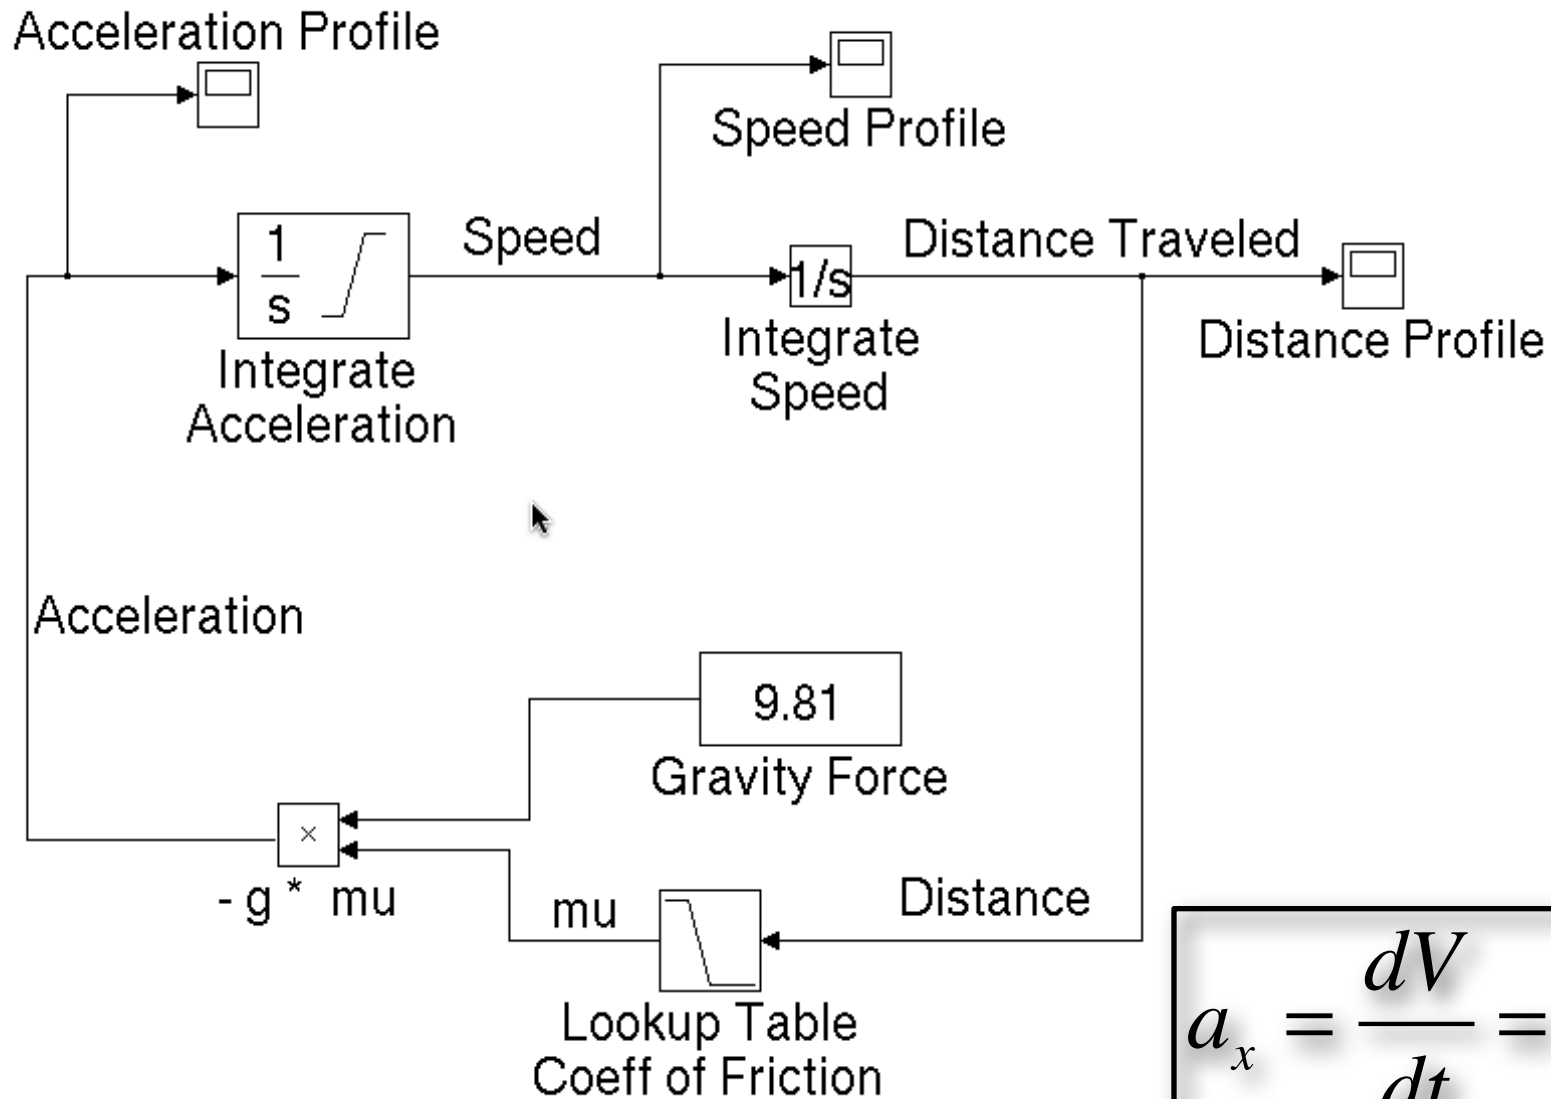 Acceleration Profile
Speed Profile
1
s
Integrate
Acceleration
Speed
1/s
Integrate
Speed
Distance Traveled
Distance Profile
Acceleration
9.81
Gravity Force
×
- g * mu
mu
Distance
Lookup Table
Coeff of Friction
a_x = dV/dt =